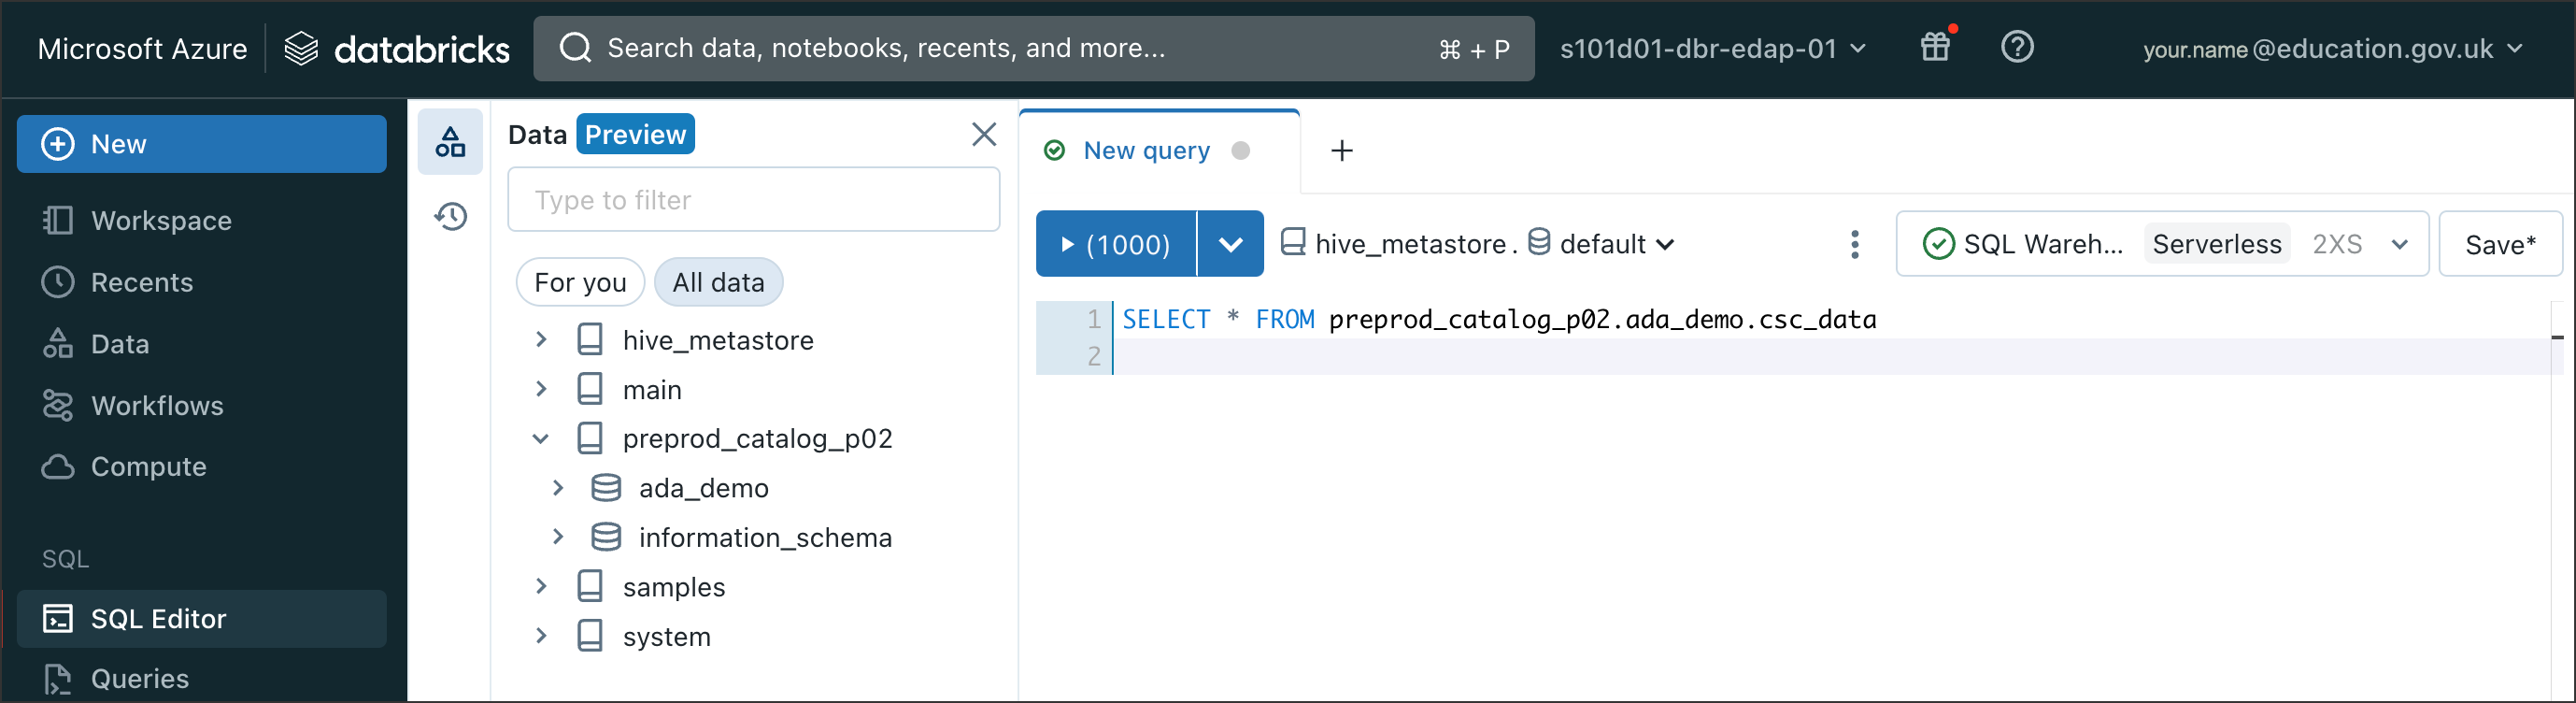 Microsoft Azure databricks Search data, notebooks, recents, and more... ⌘ + P s101d01-dbr-edap-01 your.name@education.gov.uk
New
Workspace
Recents
Data
Workflows
Compute
SQL
SQL Editor
Queries
Data Preview
Type to filter
For you All data
hive_metastore
main
preprod_catalog_p02
ada_demo
information_schema
samples
system
New query +
(1000) hive_metastore . default SQL Wareh... Serverless 2XS Save*
1 SELECT * FROM preprod_catalog_p02.ada_demo.csc_data
2